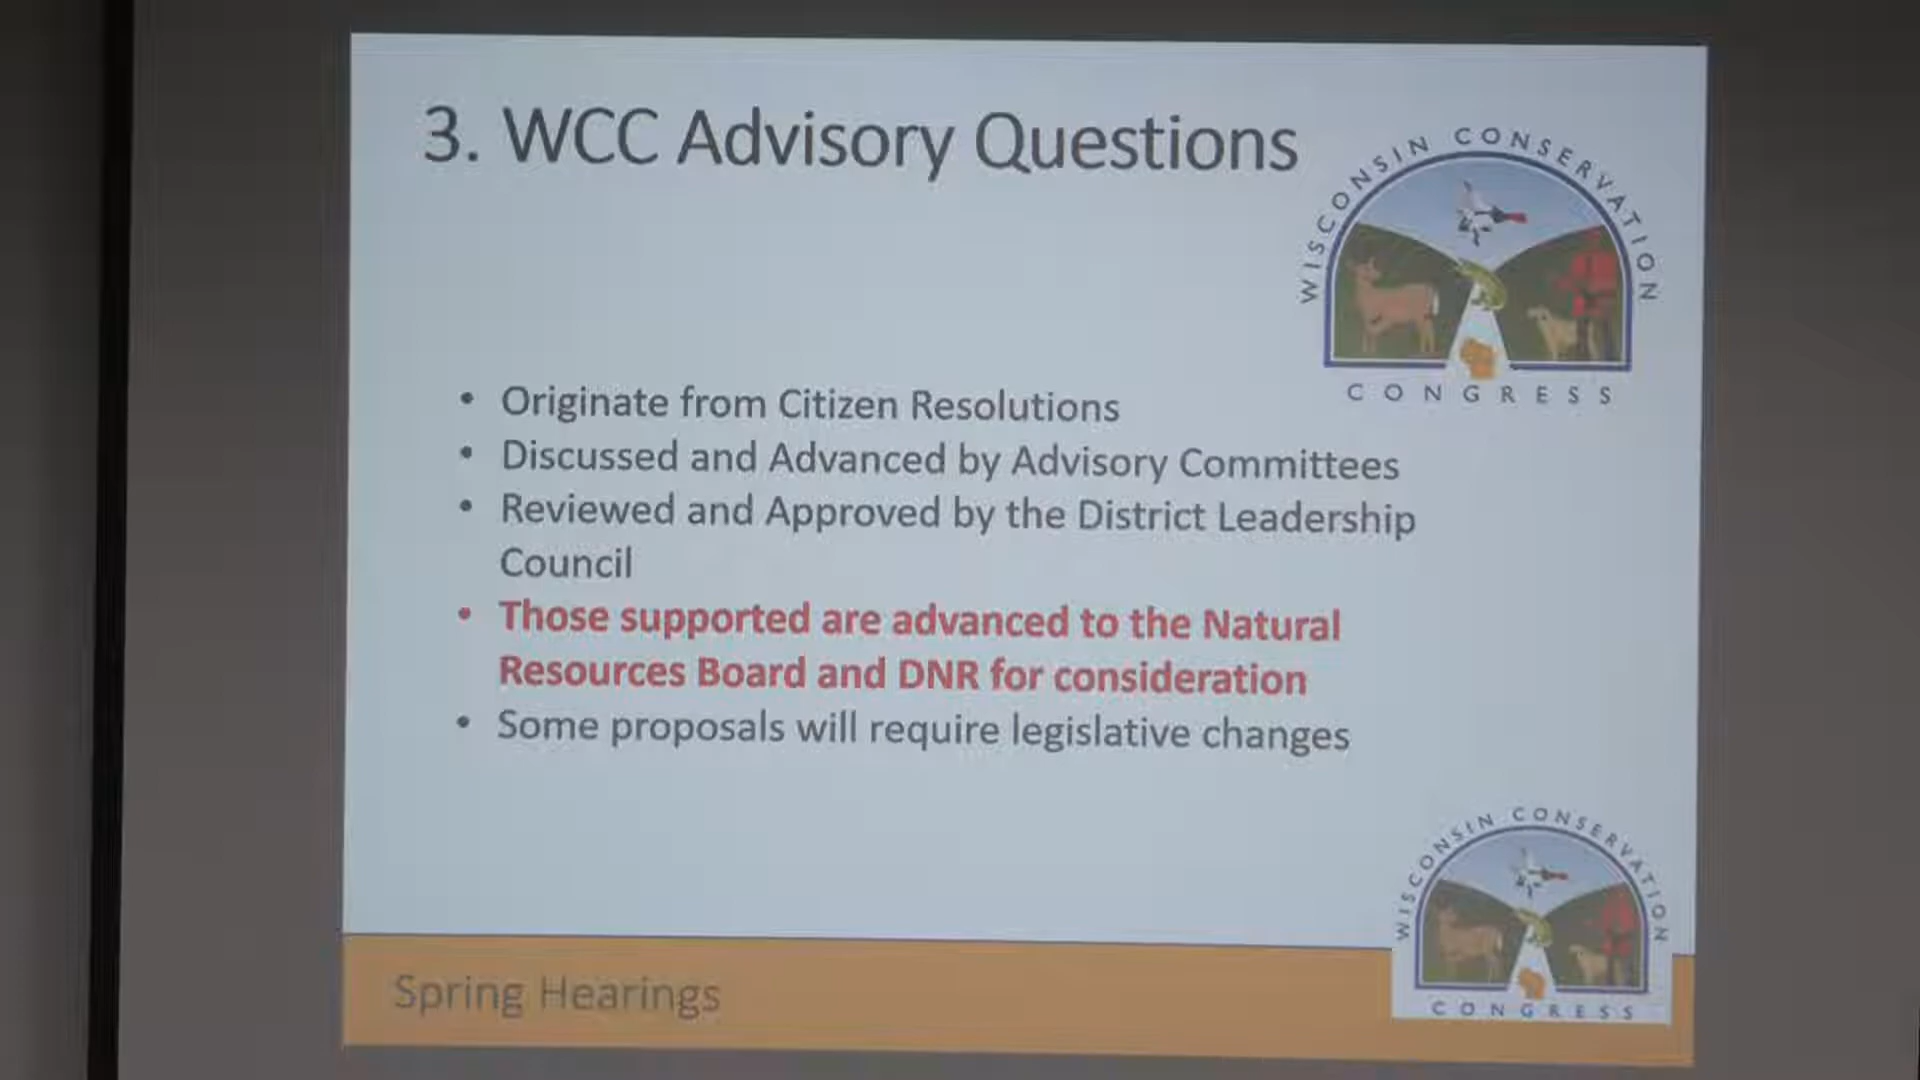 3. WCC Advisory Questions
WISCONSIN CONSERVATION
CONGRESS
• Originate from Citizen Resolutions
• Discussed and Advanced by Advisory Committees
• Reviewed and Approved by the District Leadership
Council
• Those supported are advanced to the Natural
Resources Board and DNR for consideration
• Some proposals will require legislative changes
WISCONSIN CONSERVATION
CONGRESS
Spring Hearings